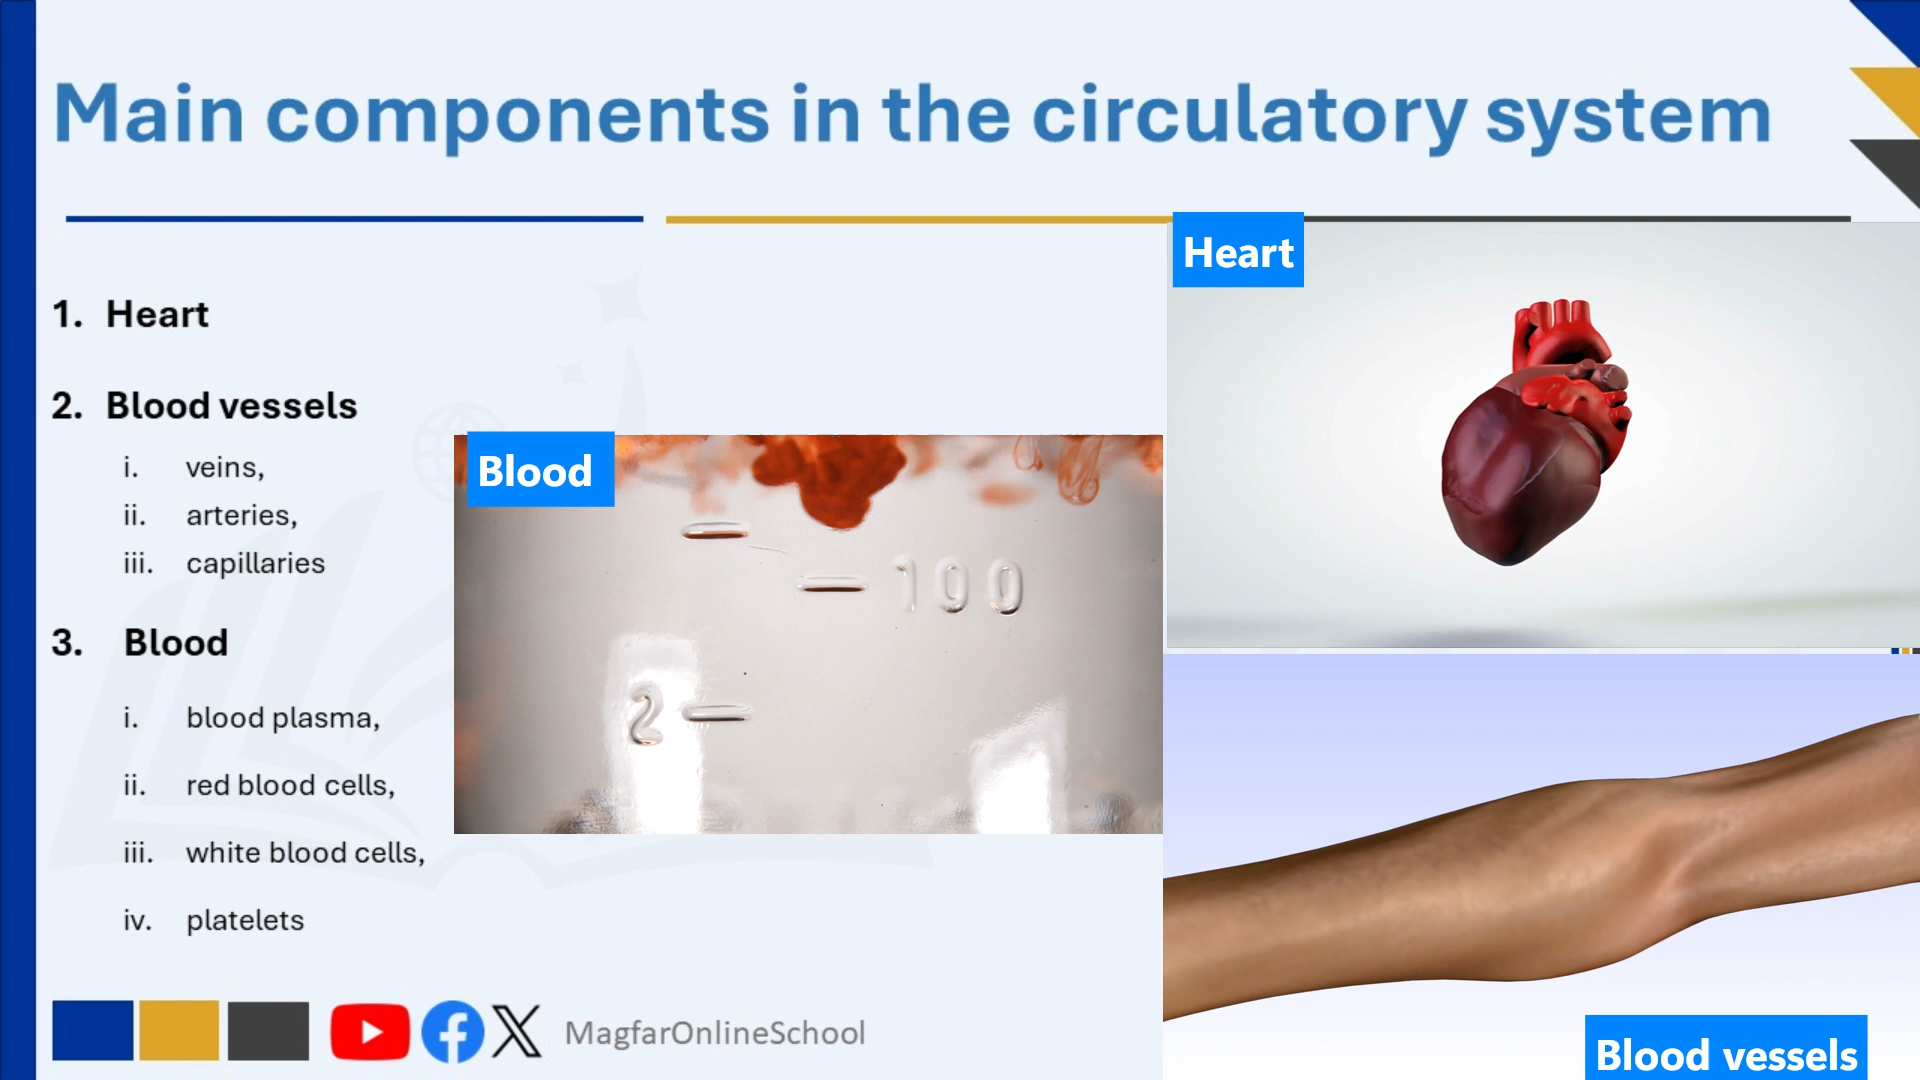 Main components in the circulatory system
Heart
1. Heart
2. Blood vessels
i. veins,
ii. arteries,
iii. capillaries
Blood
100
2
3. Blood
i. blood plasma,
ii. red blood cells,
iii. white blood cells,
iv. platelets
MagfarOnlineSchool
Blood vessels